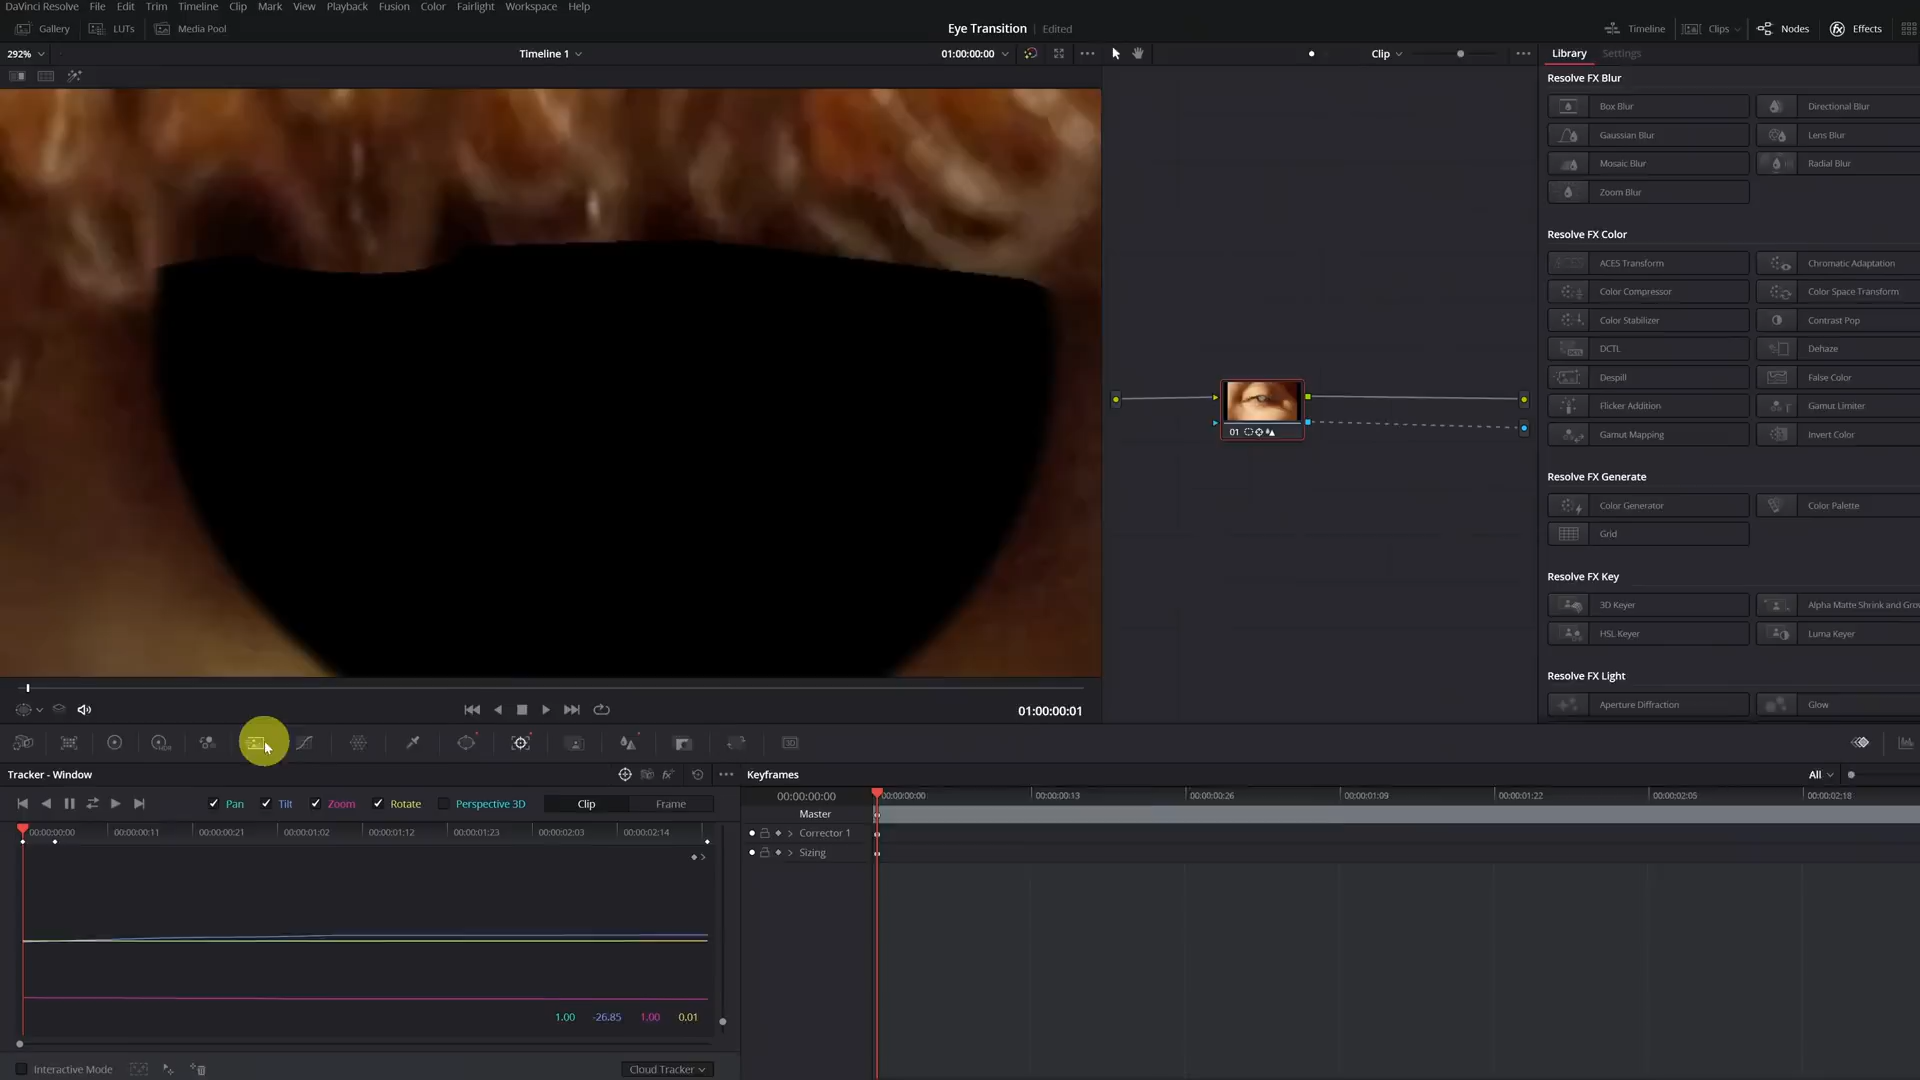 DaVinci Resolve File Edit Trim Timeline Clip Mark View Playback Fusion Color Fairlight Workspace Help
Gallery LUTs Media Pool Eye Transition Edited Timeline Clips Nodes Effects
292% Timeline 1 01:00:00:00 Clip Library Settings
Resolve FX Blur
Box Blur Directional Blur
Gaussian Blur Lens Blur
Mosaic Blur Radial Blur
Zoom Blur
Resolve FX Color
ACES Transform Chromatic Adaptation
Color Compressor Color Space Transform
Color Stabilizer Contrast Pop
DCTL Dehaze
Despill False Color
Flicker Addition Gamut Limiter
Gamut Mapping Invert Color
01
Resolve FX Generate
Color Generator Color Palette
Grid
Resolve FX Key
3D Keyer Alpha Matte Shrink and Gro
HSL Keyer Luma Keyer
Resolve FX Light
Aperture Diffraction Glow
01:00:00:01
Tracker - Window Keyframes All
Pan Tilt Zoom Rotate Perspective 3D Clip Frame
00:00:00:00 00:00:00:11 00:00:00:21 00:00:01:02 00:00:01:12 00:00:01:23 00:00:02:03 00:00:02:14
00:00:00:00 00:00:00:00 00:00:00:13 00:00:00:26 00:00:01:09 00:00:01:22 00:00:02:05 00:00:02:18
Master
Corrector 1
Sizing
1.00 -26.85 1.00 0.01
Interactive Mode Cloud Tracker